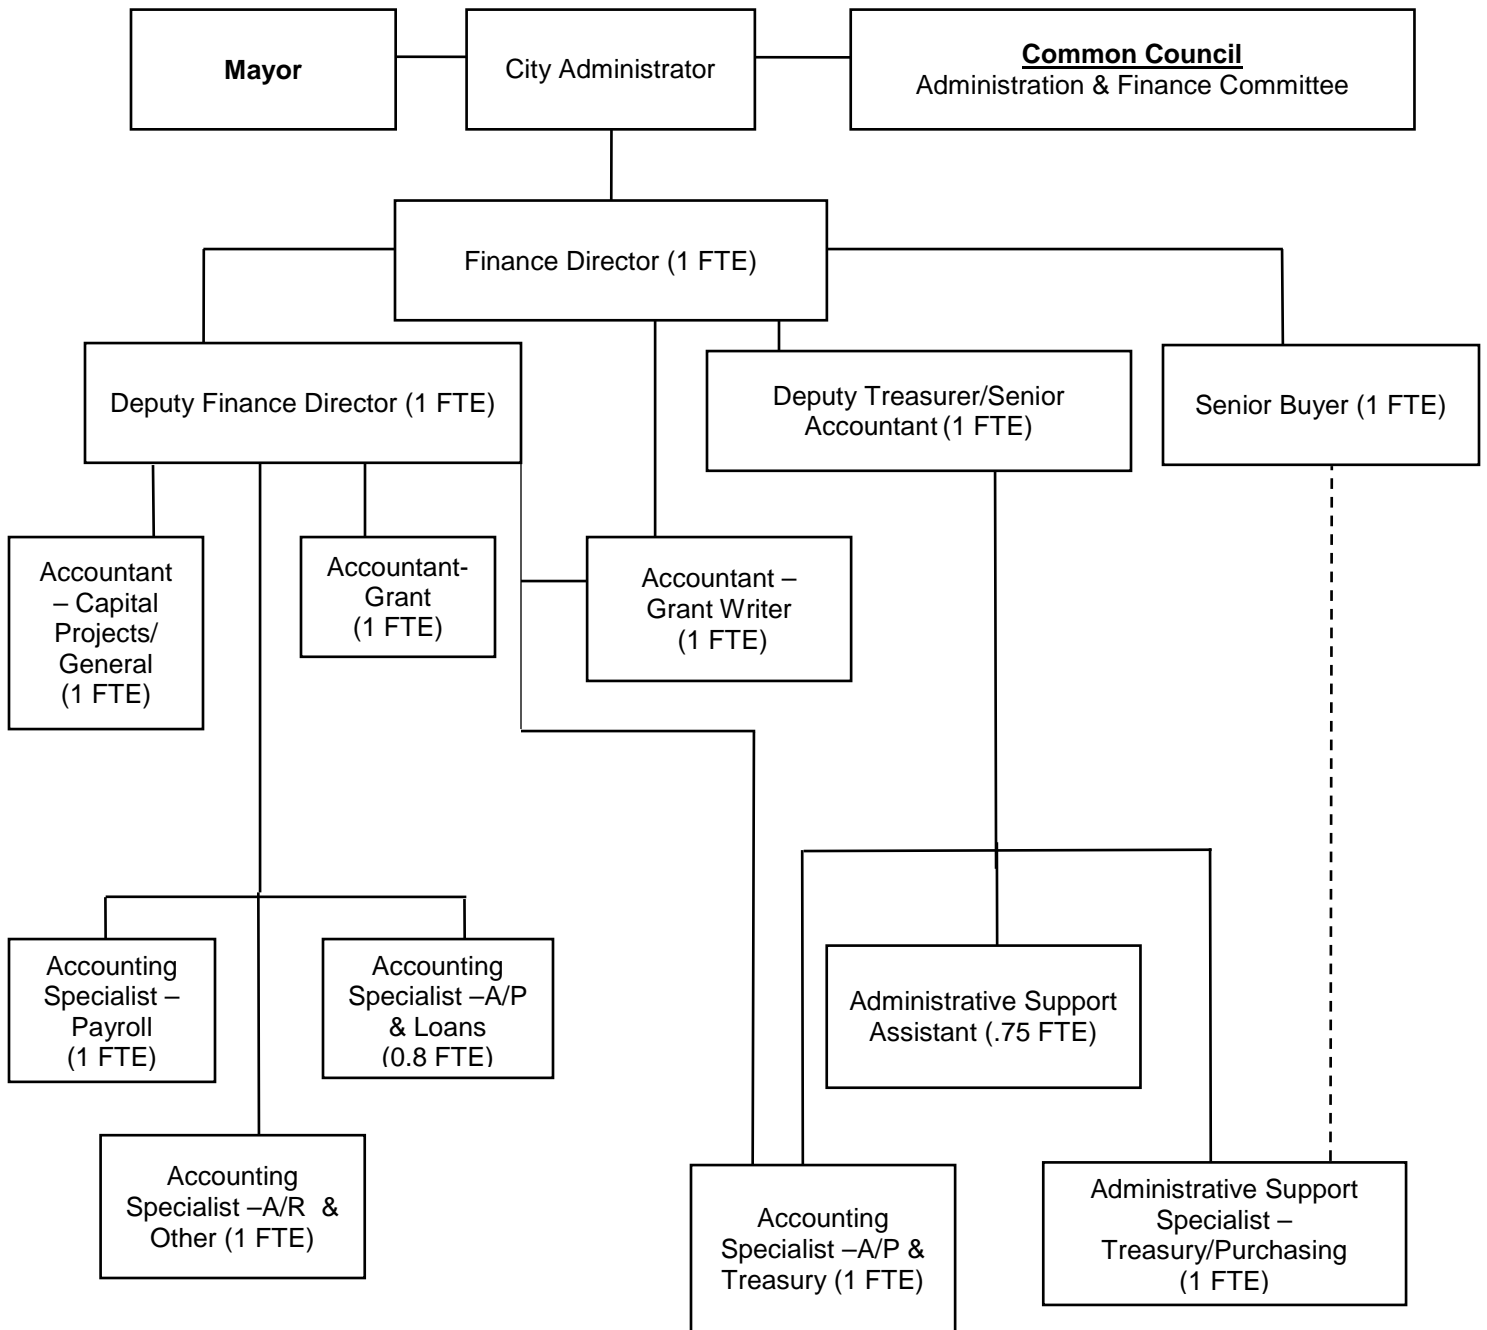 Mayor
City Administrator
Common Council
Administration & Finance Committee
Finance Director (1 FTE)
Deputy Finance Director (1 FTE)
Deputy Treasurer/Senior
Accountant (1 FTE)
Senior Buyer (1 FTE)
Accountant
– Capital
Projects/
General
(1 FTE)
Accountant-
Grant
(1 FTE)
Accountant –
Grant Writer
(1 FTE)
Accounting
Specialist –
Payroll
(1 FTE)
Accounting
Specialist –A/P
& Loans
(0.8 FTE)
Administrative Support
Assistant (.75 FTE)
Accounting
Specialist –A/R  &
Other (1 FTE)
Accounting
Specialist –A/P &
Treasury (1 FTE)
Administrative Support
Specialist –
Treasury/Purchasing
(1 FTE)